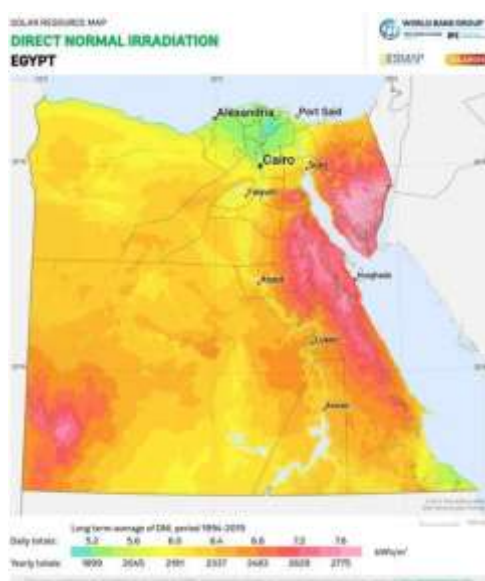 SOLAR RESOURCE MAP
DIRECT NORMAL IRRADIATION
EGYPT
WORLD BANK GROUP
ESMAP
Alexandria
Port Said
Cairo
Suez
Faiyum
Asyut
Hurghada
Luxor
Aswan
Long term average of DNI, period 1994-2019
Daily totals: 5.2 5.6 6.0 6.4 6.8 7.2 7.6
kWh/m²
Yearly totals: 1899 2045 2191 2337 2483 2629 2775